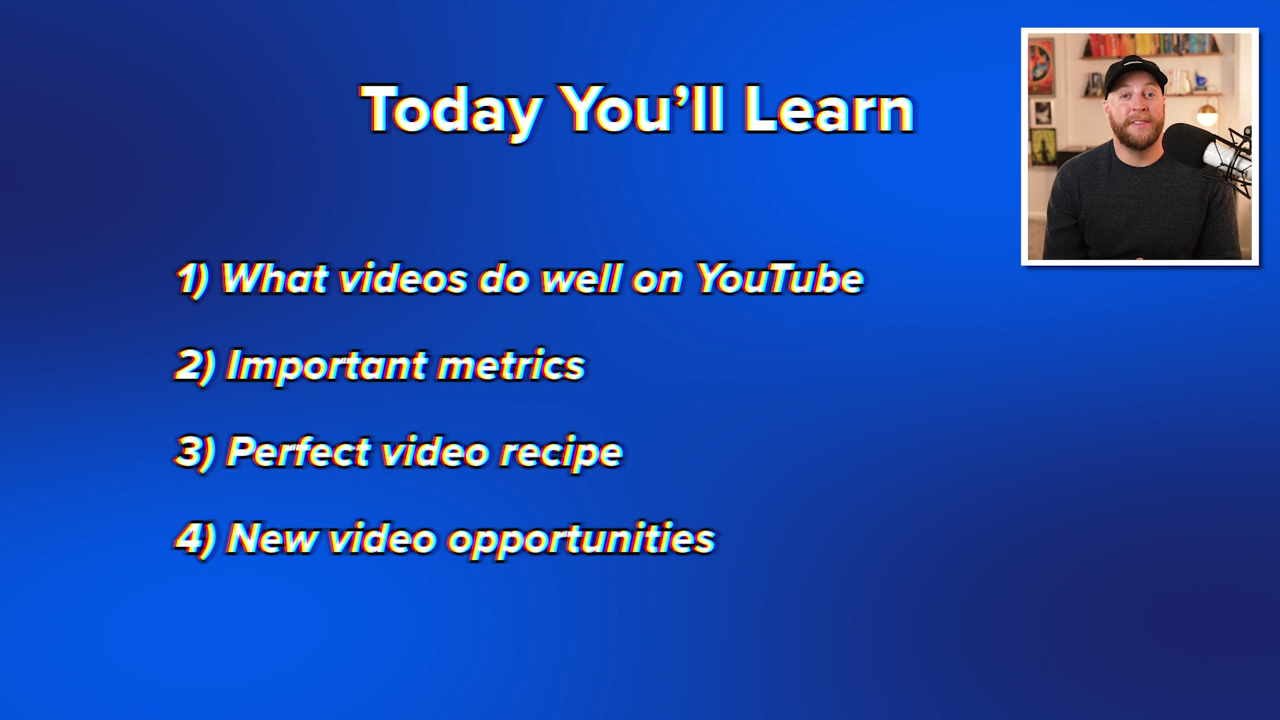 Today You’ll Learn
1) What videos do well on YouTube
2) Important metrics
3) Perfect video recipe
4) New video opportunities